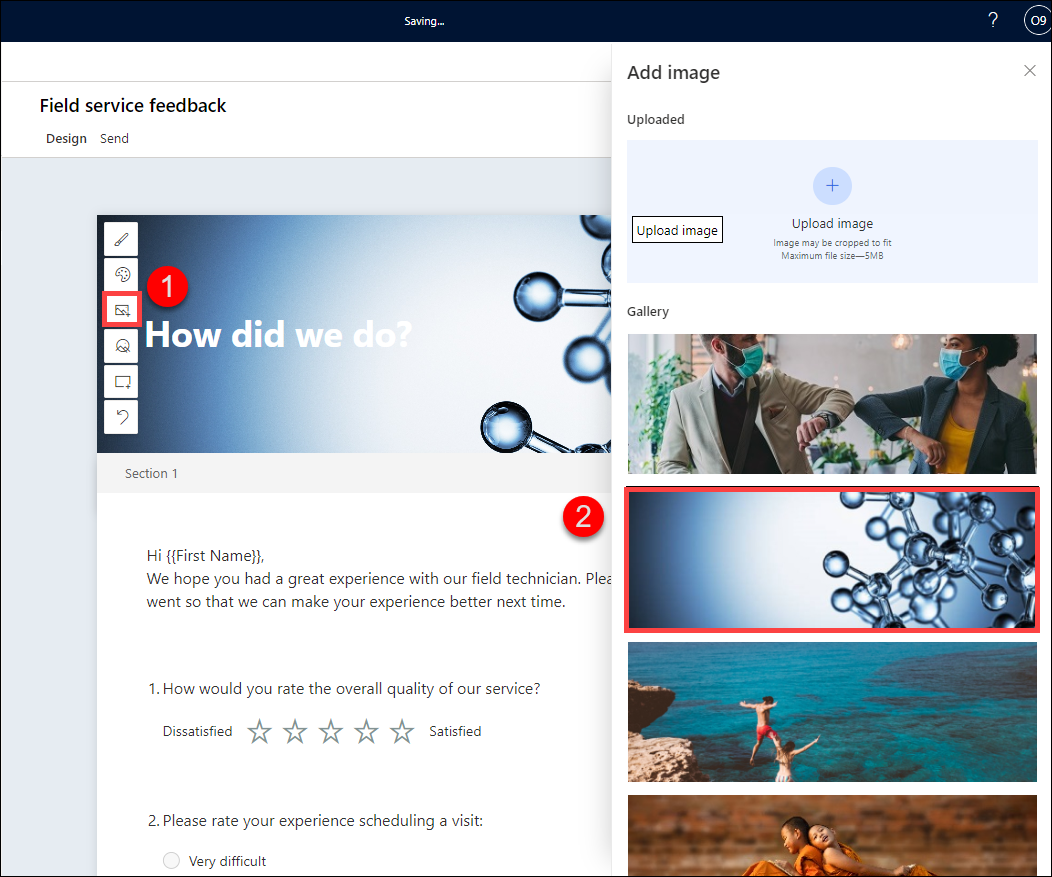 Saving...
?
O9
Field service feedback
Design Send
1
How did we do?
Section 1
Hi {{First Name}},
We hope you had a great experience with our field technician. Plea
went so that we can make your experience better next time.
1. How would you rate the overall quality of our service?
Dissatisfied Satisfied
2. Please rate your experience scheduling a visit:
Very difficult
Add image
Uploaded
Upload image
Upload image
Image may be cropped to fit
Maximum file size—5MB
Gallery
2